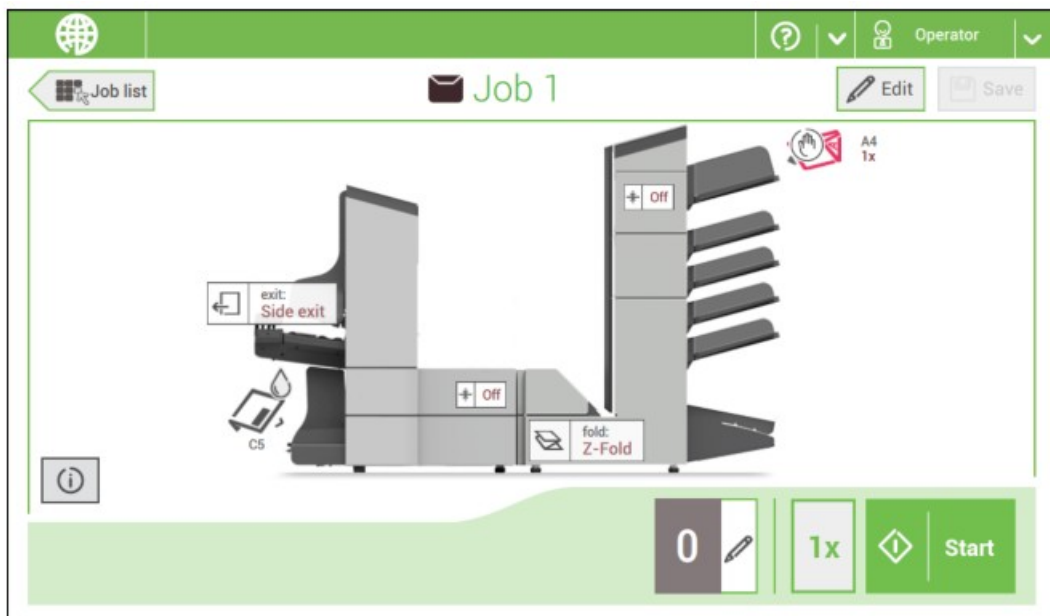 Operator
Job list
Job 1
Edit
Save
A4
1x
Off
exit:
Side exit
Off
C5
fold:
Z-Fold
0
1x
Start